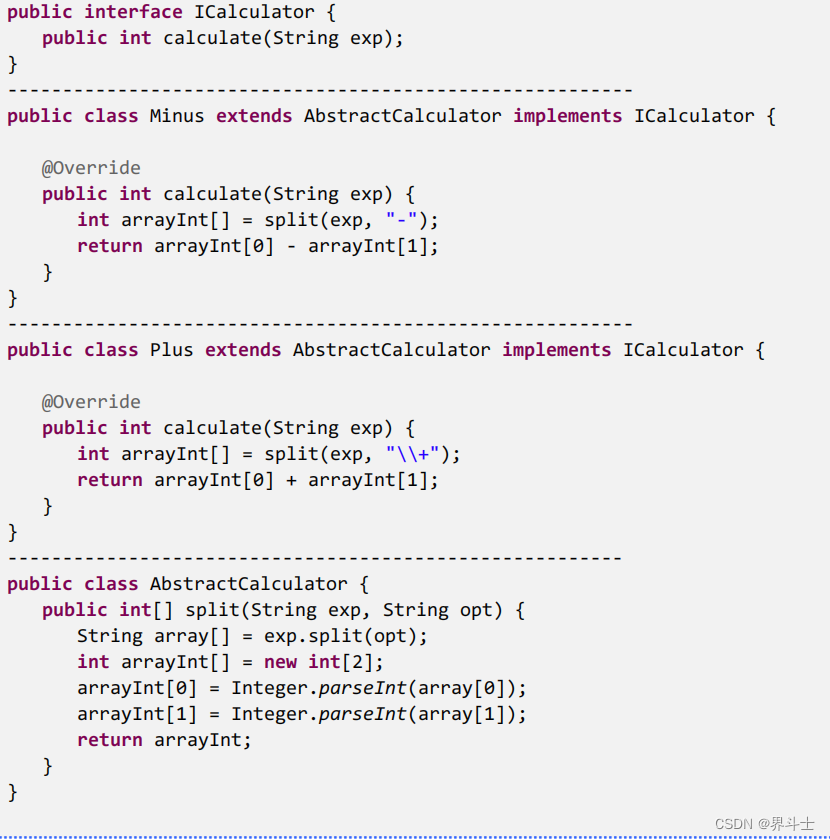 public interface ICalculator {
public int calculate(String exp);
}
---------------------------------------------------------
public class Minus extends AbstractCalculator implements ICalculator {
@Override
public int calculate(String exp) {
int arrayInt[] = split(exp, "-");
return arrayInt[0] - arrayInt[1];
}
}
---------------------------------------------------------
public class Plus extends AbstractCalculator implements ICalculator {
@Override
public int calculate(String exp) {
int arrayInt[] = split(exp, "\\+");
return arrayInt[0] + arrayInt[1];
}
}
--------------------------------------------------------
public class AbstractCalculator {
public int[] split(String exp, String opt) {
String array[] = exp.split(opt);
int arrayInt[] = new int[2];
arrayInt[0] = Integer.parseInt(array[0]);
arrayInt[1] = Integer.parseInt(array[1]);
return arrayInt;
}
}
CSDN @界斗士